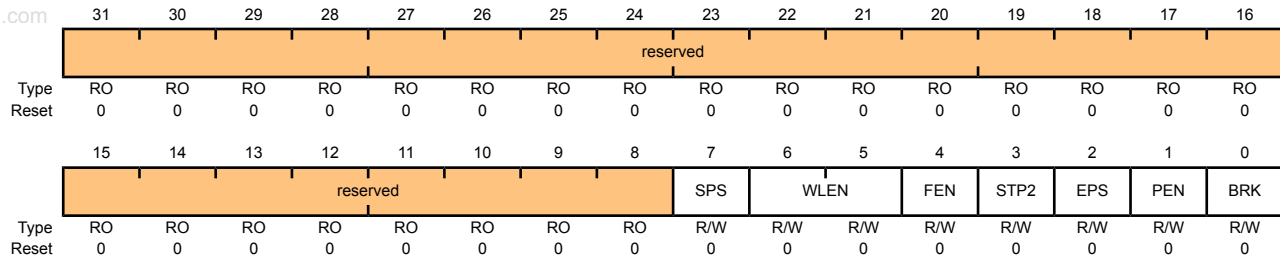 .com
31 30 29 28 27 26 25 24 23 22 21 20 19 18 17 16
reserved
Type RO RO RO RO RO RO RO RO RO RO RO RO RO RO RO RO
Reset 0 0 0 0 0 0 0 0 0 0 0 0 0 0 0 0
15 14 13 12 11 10 9 8 7 6 5 4 3 2 1 0
reserved SPS WLEN FEN STP2 EPS PEN BRK
Type RO RO RO RO RO RO RO RO R/W R/W R/W R/W R/W R/W R/W R/W
Reset 0 0 0 0 0 0 0 0 0 0 0 0 0 0 0 0